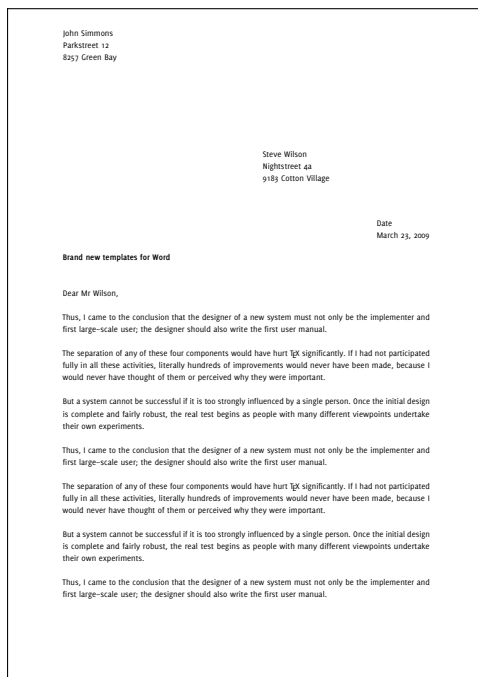 John Simmons
Parkstreet 12
8257 Green Bay
Steve Wilson
Nightstreet 4a
9183 Cotton Village
Date
March 23, 2009
Brand new templates for Word
Dear Mr Wilson,
Thus, I came to the conclusion that the designer of a new system must not only be the implementer and
first large-scale user; the designer should also write the first user manual.
The separation of any of these four components would have hurt TEX significantly. If I had not participated
fully in all these activities, literally hundreds of improvements would never have been made, because I
would never have thought of them or perceived why they were important.
But a system cannot be successful if it is too strongly influenced by a single person. Once the initial design
is complete and fairly robust, the real test begins as people with many different viewpoints undertake
their own experiments.
Thus, I came to the conclusion that the designer of a new system must not only be the implementer and
first large-scale user; the designer should also write the first user manual.
The separation of any of these four components would have hurt TEX significantly. If I had not participated
fully in all these activities, literally hundreds of improvements would never have been made, because I
would never have thought of them or perceived why they were important.
But a system cannot be successful if it is too strongly influenced by a single person. Once the initial design
is complete and fairly robust, the real test begins as people with many different viewpoints undertake
their own experiments.
Thus, I came to the conclusion that the designer of a new system must not only be the implementer and
first large-scale user; the designer should also write the first user manual.